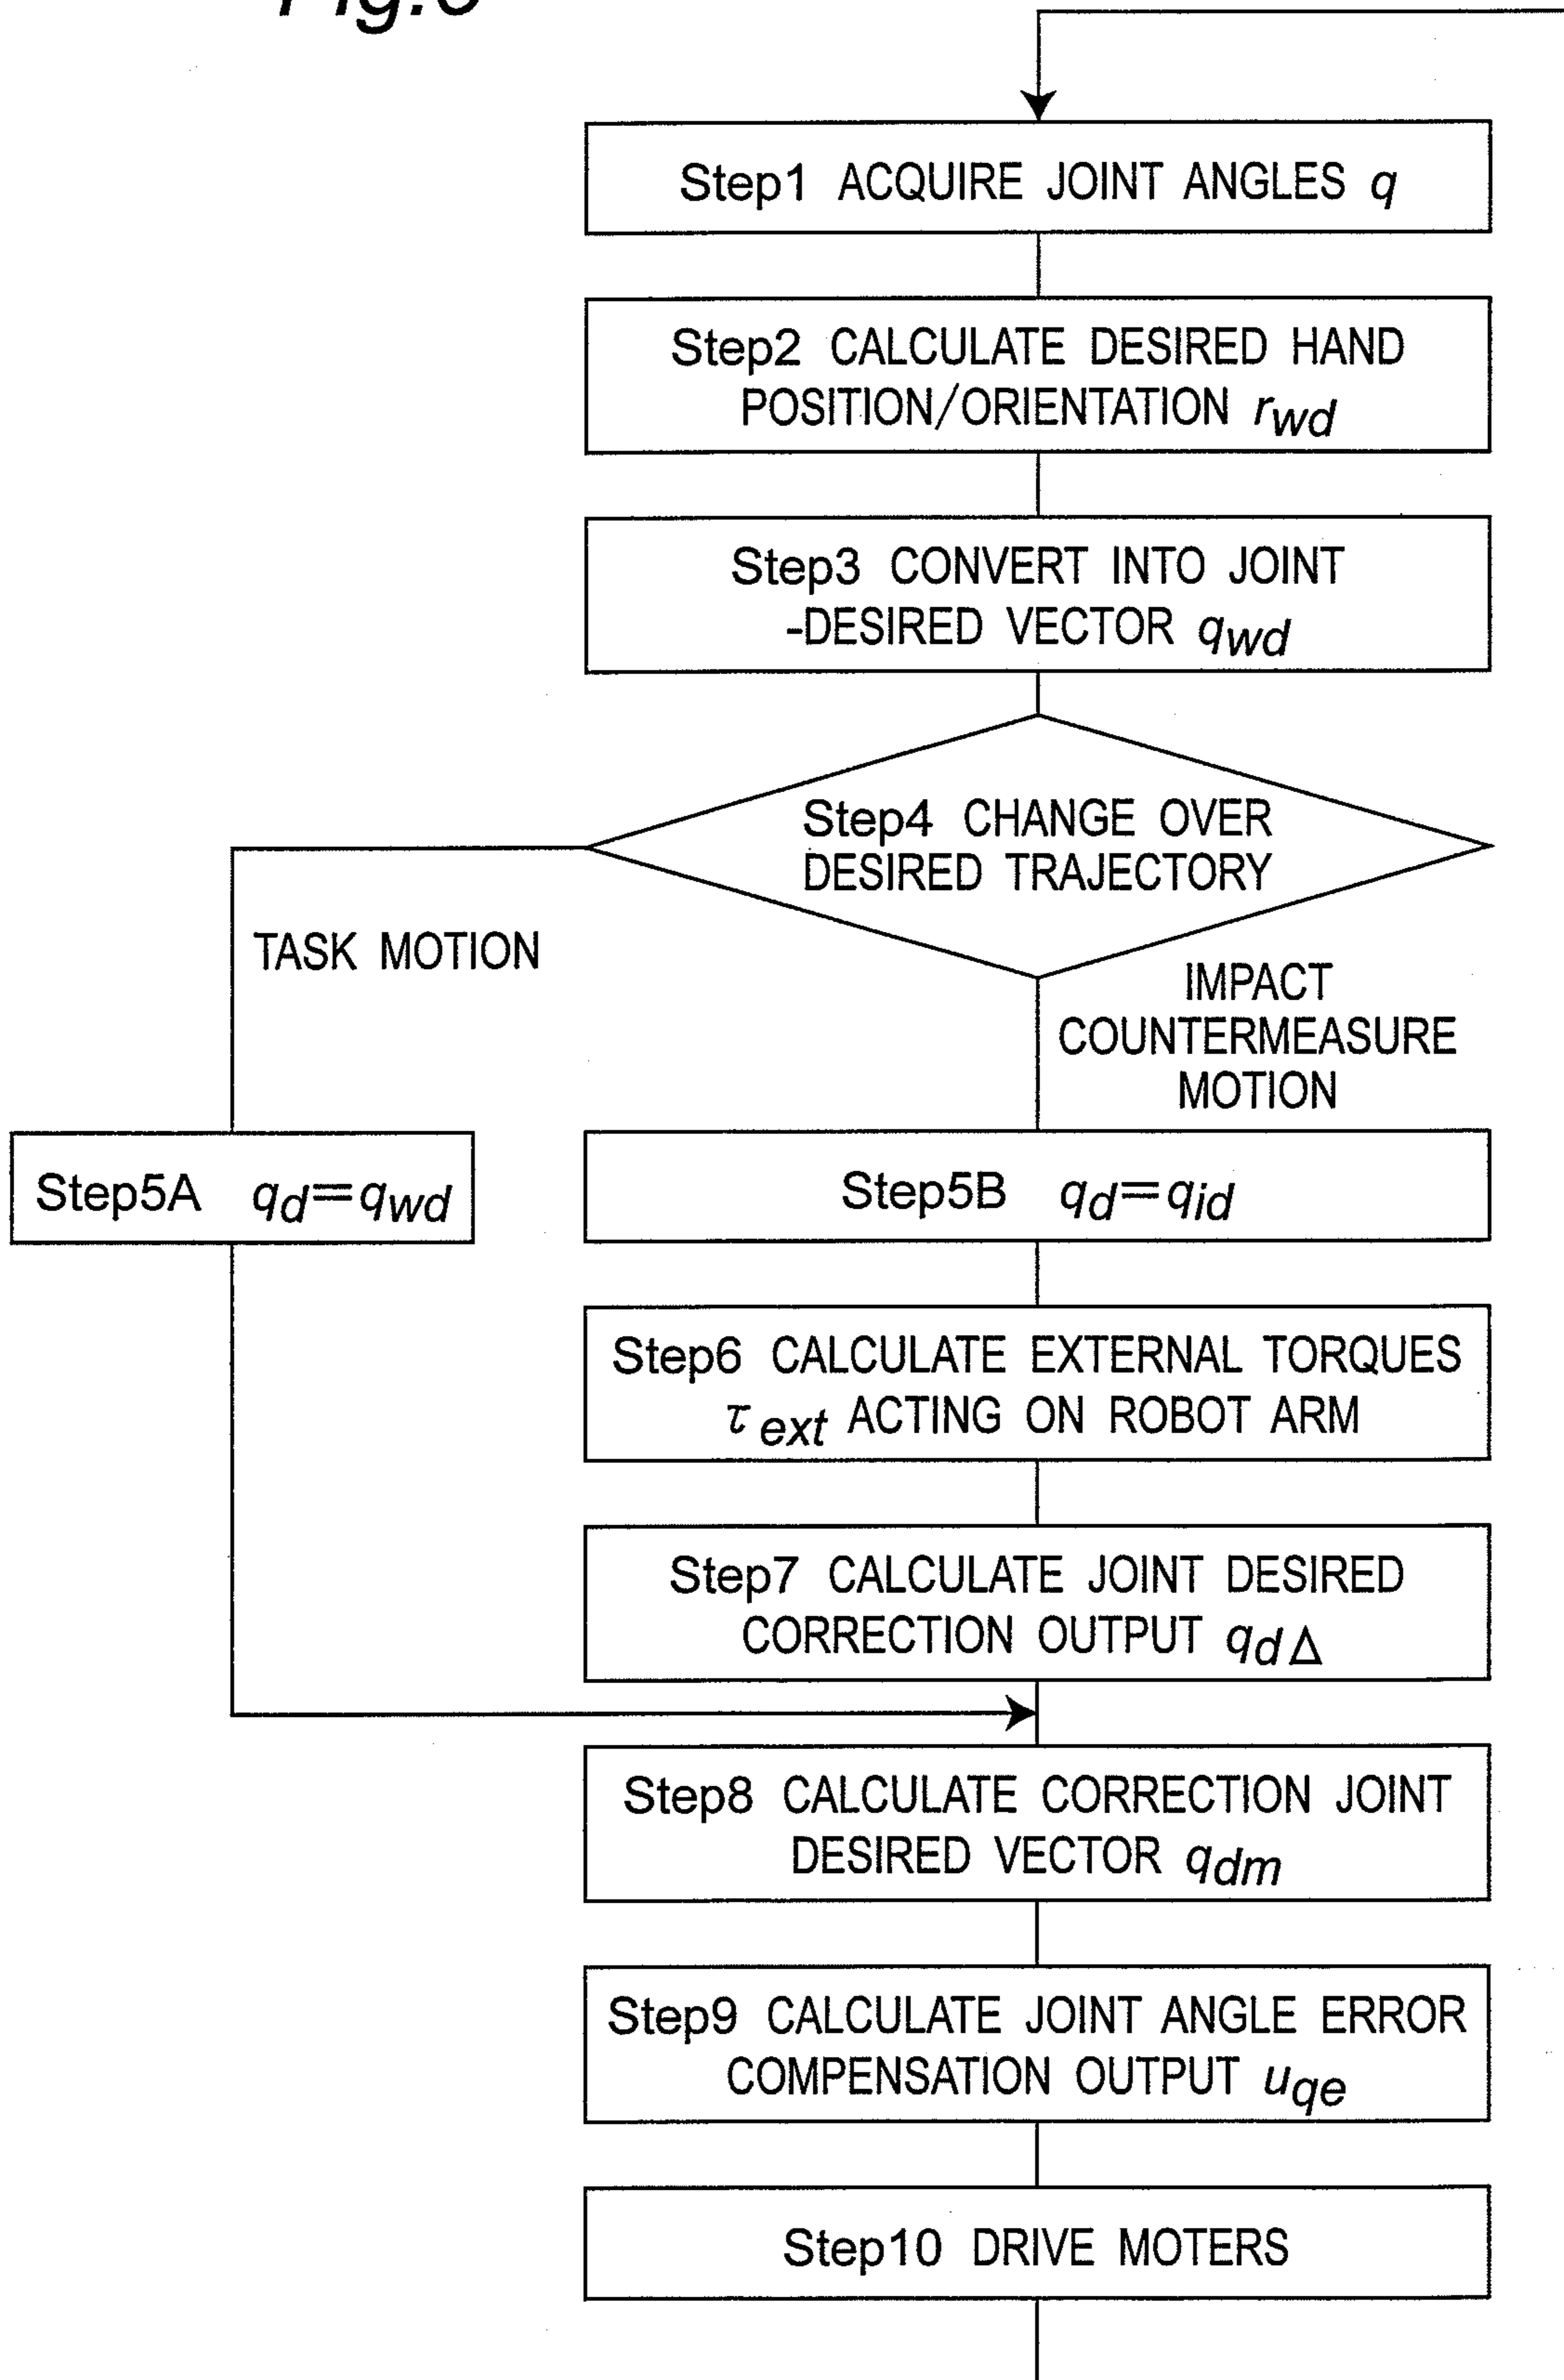 Step1 ACQUIRE JOINT ANGLES q
Step2 CALCULATE DESIRED HAND
POSITION/ORIENTATION rwd
Step3 CONVERT INTO JOINT
-DESIRED VECTOR qwd
Step4 CHANGE OVER
DESIRED TRAJECTORY
TASK MOTION
IMPACT
COUNTERMEASURE
MOTION
Step5A qd=qwd
Step5B qd=qid
Step6 CALCULATE EXTERNAL TORQUES
τext ACTING ON ROBOT ARM
Step7 CALCULATE JOINT DESIRED
CORRECTION OUTPUT qdΔ
Step8 CALCULATE CORRECTION JOINT
DESIRED VECTOR qdm
Step9 CALCULATE JOINT ANGLE ERROR
COMPENSATION OUTPUT uqe
Step10 DRIVE MOTERS